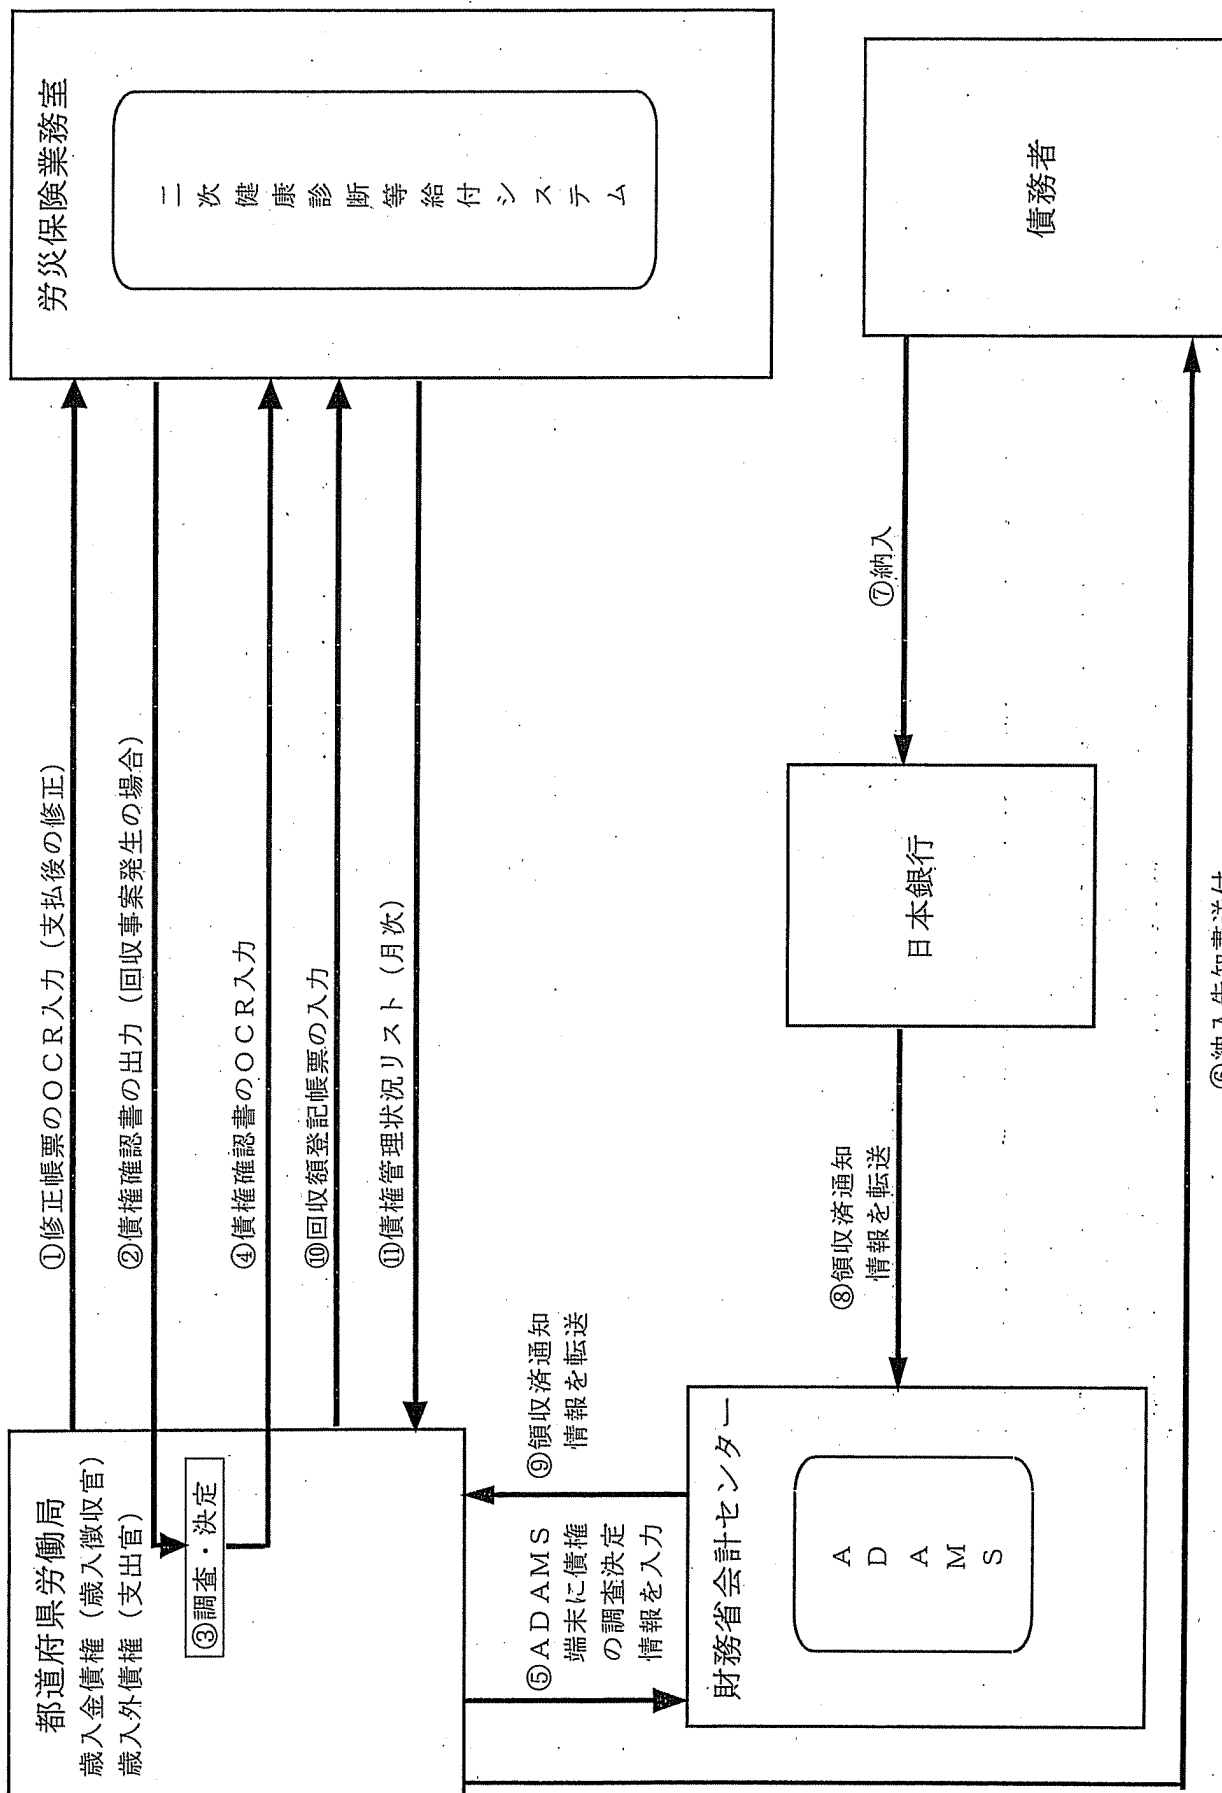 都道府県労働局
歳入金債権（歳入徴収官）
歳入外債権（支出官）
③調査・決定
①修正帳票のＯＣＲ入力（支払後の修正）
②債権確認書の出力（回収事案発生の場合）
④債権確認書のＯＣＲ入力
⑩回収額登記帳票の入力
⑪債権管理状況リスト（月次）
労災保険業務室
二次健康診断等給付システム
⑤ＡＤＡＭＳ
端末に債権
の調査決定
情報を入力
⑨領収済通知
情報を転送
財務省会計センター
ＡＤＡＭＳ
⑧領収済通知
情報を転送
日本銀行
⑦納入
債務者
⑥納入告知書送付